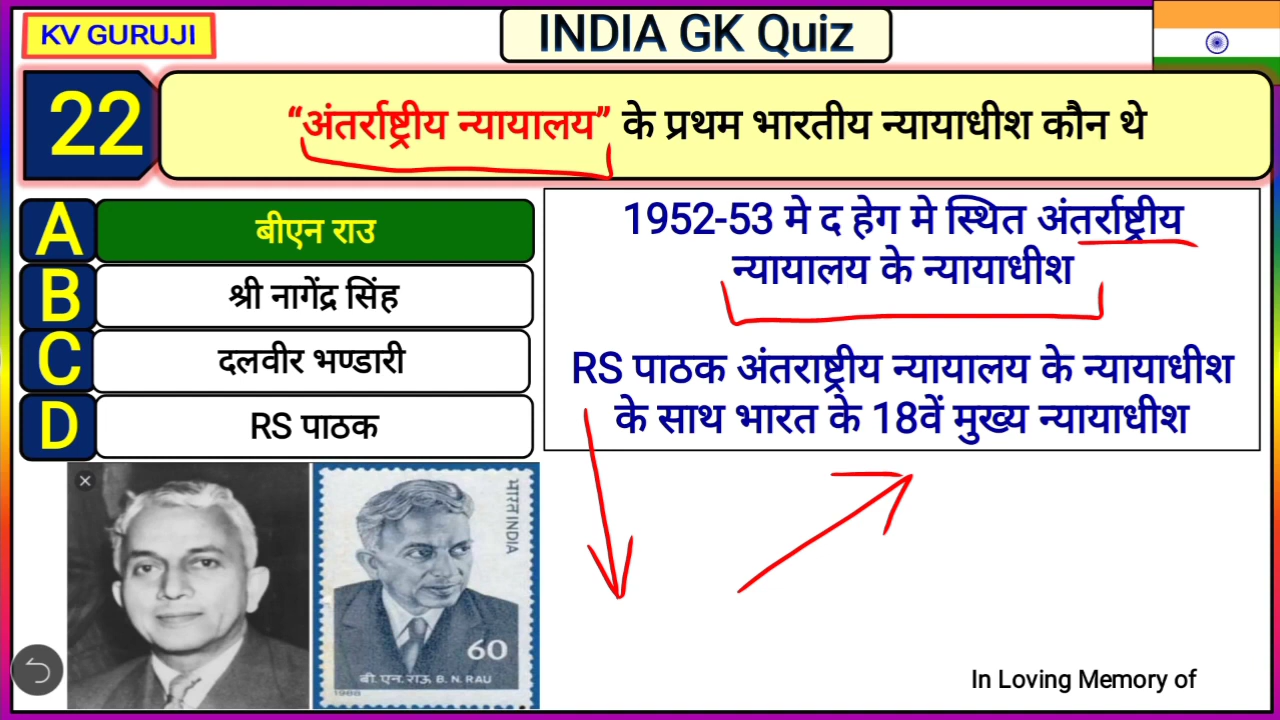 KV GURUJI
INDIA GK Quiz
22
“अंतर्राष्ट्रीय न्यायालय” के प्रथम भारतीय न्यायाधीश कौन थे
A
बीएन राउ
B
श्री नागेंद्र सिंह
C
दलवीर भण्डारी
D
RS पाठक
1952-53 मे द हेग मे स्थित अंतर्राष्ट्रीय
न्यायालय के न्यायाधीश
RS पाठक अंतराष्ट्रीय न्यायालय के न्यायाधीश
के साथ भारत के 18वें मुख्य न्यायाधीश
भारत INDIA
60
बी. एन. राऊ B. N. RAU
1988
In Loving Memory of